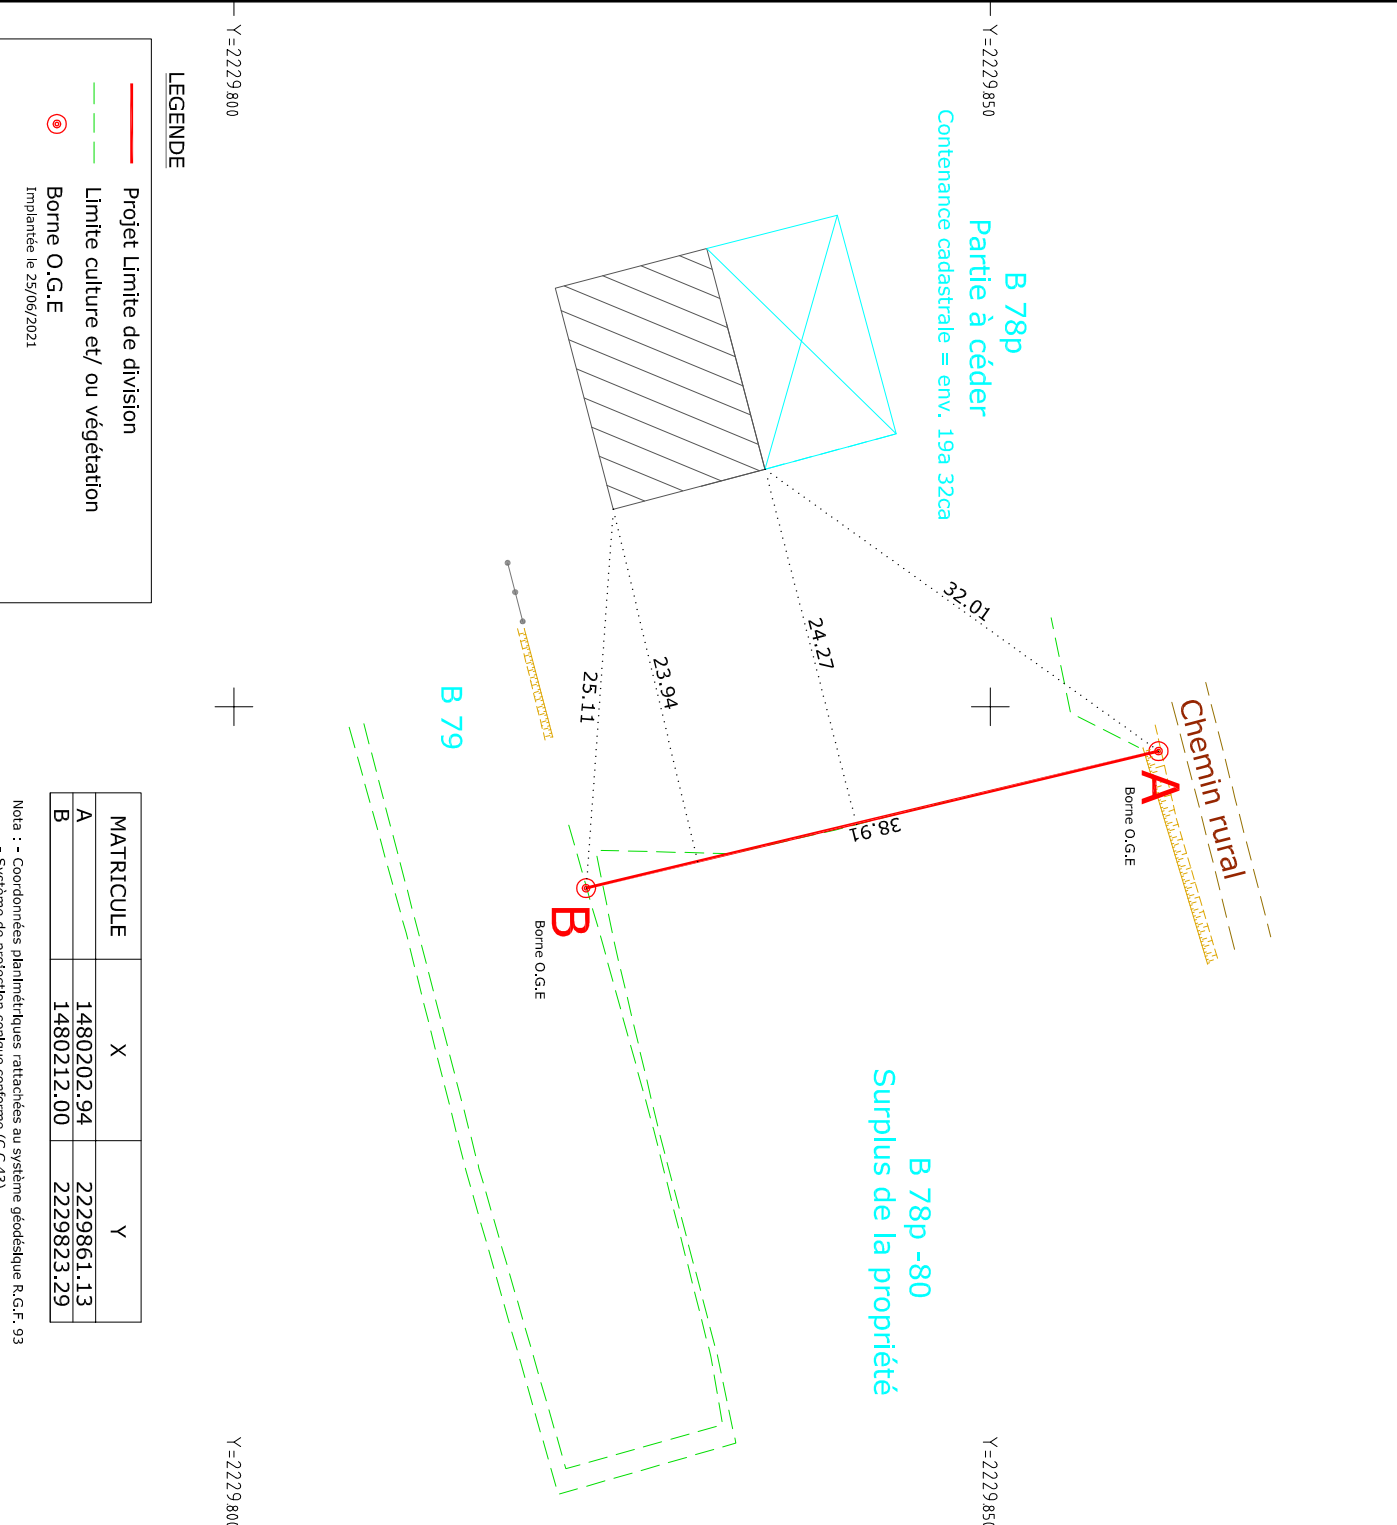 Y=2229800
Y=2229850
LEGENDE
Projet Limite de division
Limite culture et/ ou végétation
Borne O.G.E
Implantée le 25/06/2021
B 78p
Partie à céder
Contenance cadastrale = env. 19a 32ca
Chemin rural
A
Borne O.G.E
32.01
24.27
38.91
23.94
25.11
B 79
B
Borne O.G.E
B 78p -80
Surplus de la propriété
MATRICULE X Y
A 1480202.94 2229861.13
B 1480212.00 2229823.29
Nota : - Coordonnées planimétriques rattachées au système géodésique R.G.F. 93
Y=2229800
Y=2229850